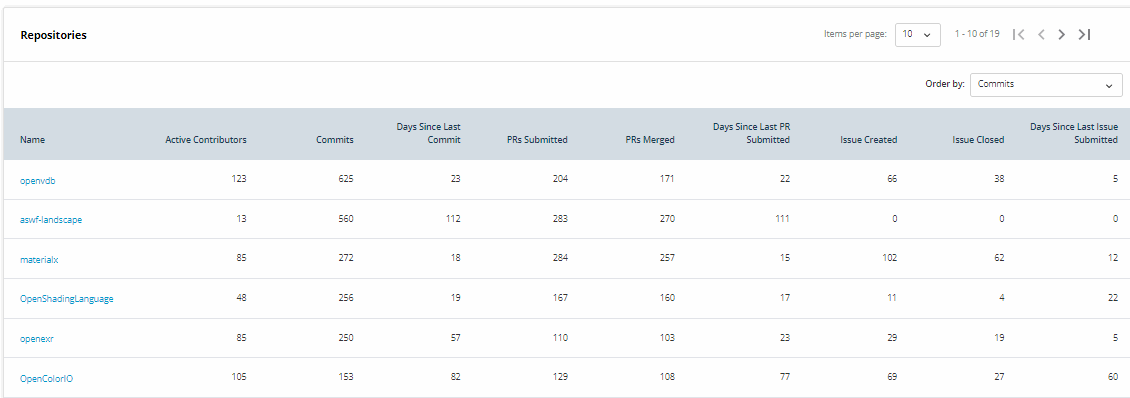 Repositories
Items per page: 10 1 - 10 of 19
Order by: Commits
Name Active Contributors Commits Days Since Last Commit PRs Submitted PRs Merged Days Since Last PR Submitted Issue Created Issue Closed Days Since Last Issue Submitted
openvdb 123 625 23 204 171 22 66 38 5
aswf-landscape 13 560 112 283 270 111 0 0 0
materialx 85 272 18 284 257 15 102 62 12
OpenShadingLanguage 48 256 19 167 160 17 11 4 22
openexr 85 250 57 110 103 23 29 19 5
OpenColorIO 105 153 82 129 108 77 69 27 60